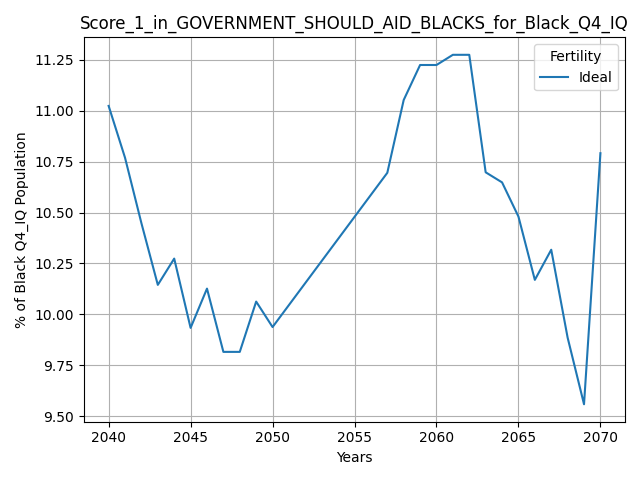 Score_1_in_GOVERNMENT_SHOULD_AID_BLACKS_for_Black_Q4_IQ
Fertility
Ideal
% of Black Q4_IQ Population
11.25
11.00
10.75
10.50
10.25
10.00
9.75
9.50
2040 2045 2050 2055 2060 2065 2070
Years